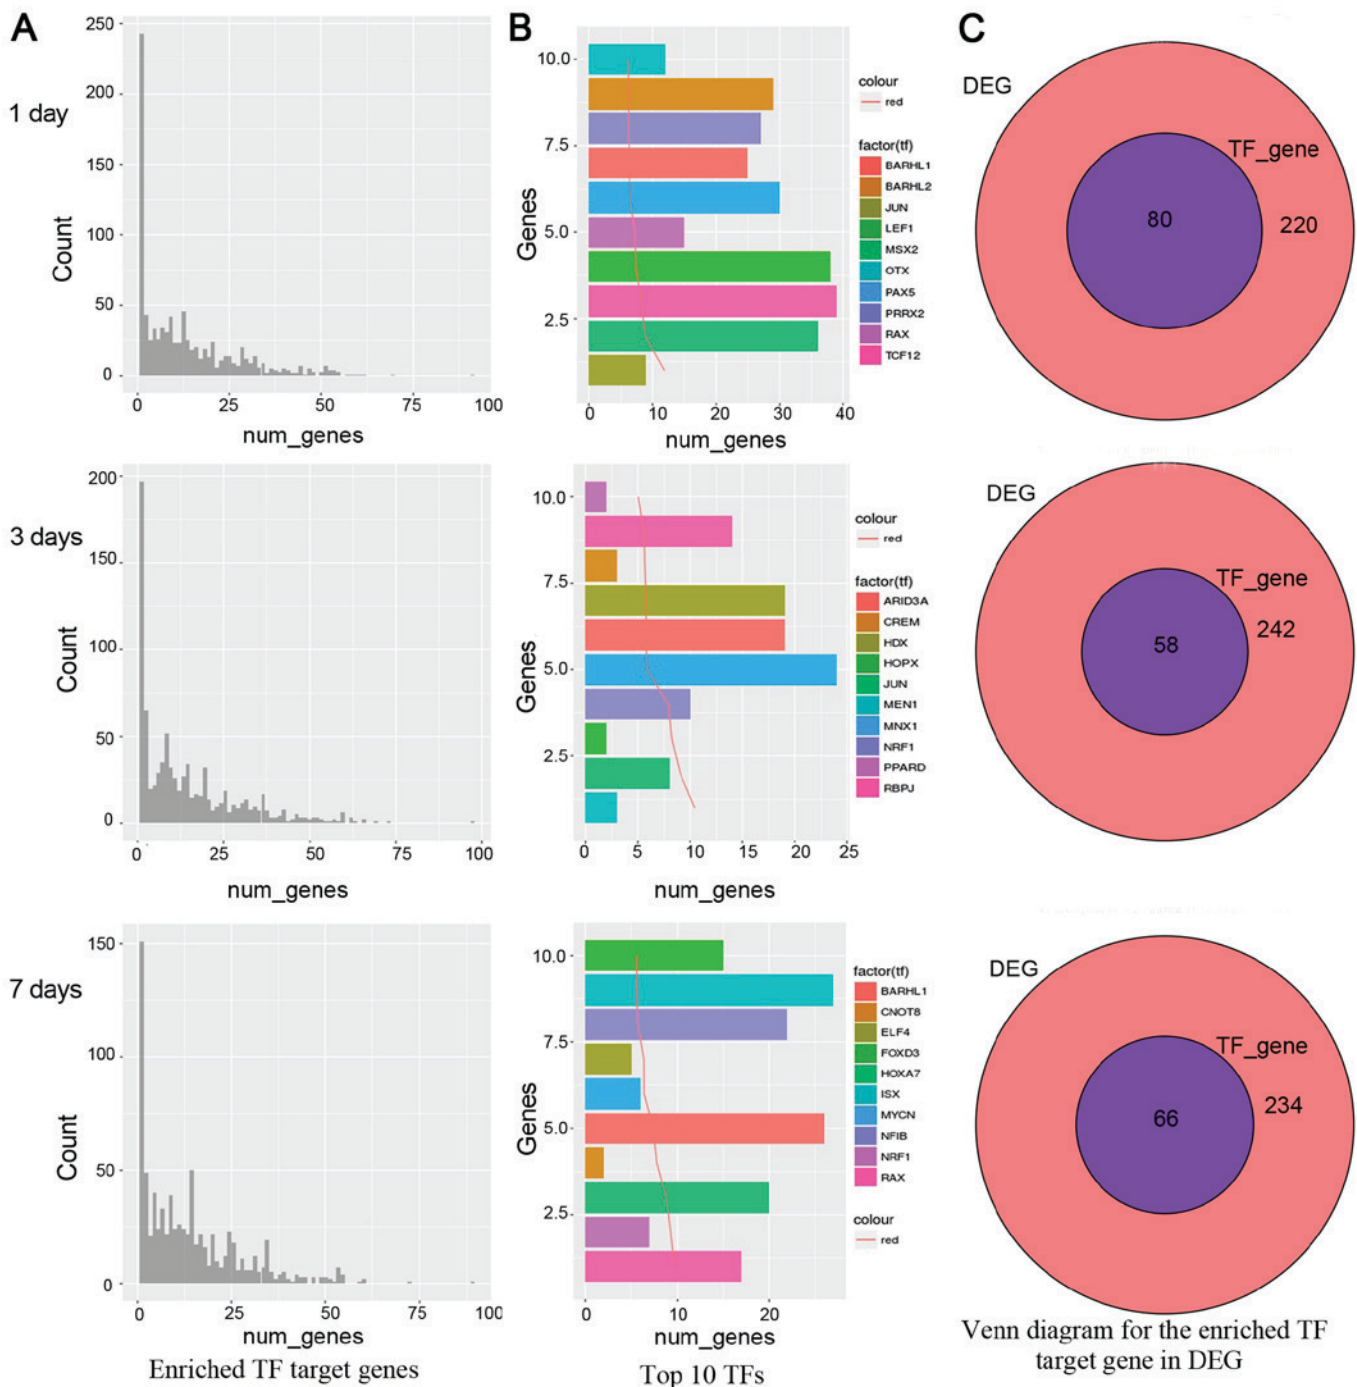 A
B
C
1 day
250
200
150
100
50
0
Count
0 25 50 75 100
num_genes
10.0
7.5
5.0
2.5
Genes
0 10 20 30 40
num_genes
colour
red
factor(tf)
BARHL1
BARHL2
JUN
LEF1
MSX2
OTX
PAX5
PRRX2
RAX
TCF12
DEG
TF_gene
80
220
3 days
200
150
100
50
0
Count
0 25 50 75 100
num_genes
10.0
7.5
5.0
2.5
Genes
0 5 10 15 20 25
num_genes
colour
red
factor(tf)
ARID3A
CREM
HDX
HOPX
JUN
MEN1
MNX1
NRF1
PPARD
RBPJ
DEG
TF_gene
58
242
7 days
150
100
50
0
Count
0 25 50 75 100
num_genes
Enriched TF target genes
10.0
7.5
5.0
2.5
Genes
0 10 20
num_genes
Top 10 TFs
factor(tf)
BARHL1
CNOT8
ELF4
FOXD3
HOXA7
ISX
MYCN
NFIB
NRF1
RAX
colour
red
DEG
TF_gene
66
234
Venn diagram for the enriched TF
target gene in DEG